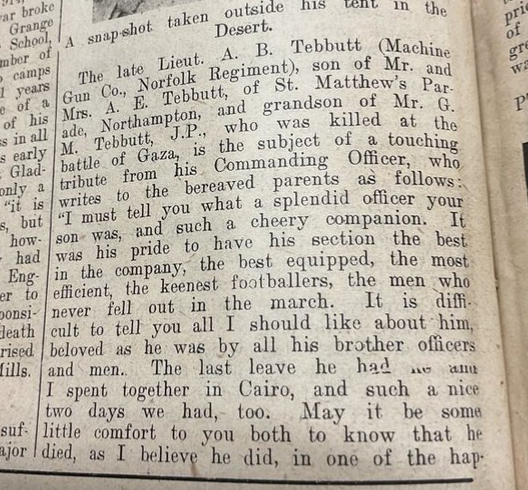 A snap-shot taken outside his tent in the
Desert.
The late Lieut. A. B. Tebbutt (Machine
Gun Co., Norfolk Regiment), son of Mr. and
Mrs. A. E. Tebbutt, of St. Matthew's Par-
ade, Northampton, and grandson of Mr. G.
M. Tebbutt, J.P., who was killed at the
battle of Gaza, is the subject of a touching
tribute from his Commanding Officer, who
writes to the bereaved parents as follows:
"I must tell you what a splendid officer your
son was, and such a cheery companion. It
was his pride to have his section the best
in the company, the best equipped, the most
efficient, the keenest footballers, the men who
never fell out in the march. It is diffi-
cult to tell you all I should like about him,
beloved as he was by all his brother officers
and men. The last leave he had he and
I spent together in Cairo, and such a nice
two days we had, too. May it be some
little comfort to you both to know that he
died, as I believe he did, in one of the hap-